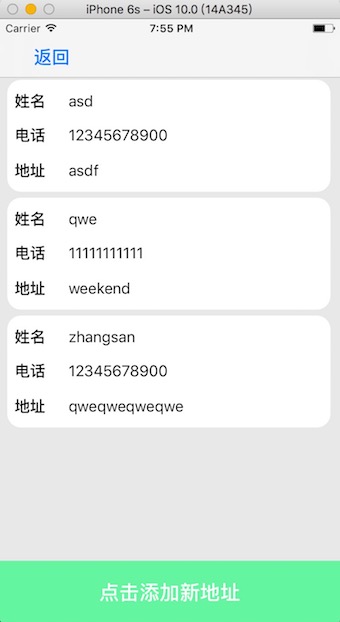 iPhone 6s – iOS 10.0 (14A345)
Carrier 7:55 PM
返回
姓名 asd
电话 12345678900
地址 asdf
姓名 qwe
电话 11111111111
地址 weekend
姓名 zhangsan
电话 12345678900
地址 qweqweqweqwe
点击添加新地址